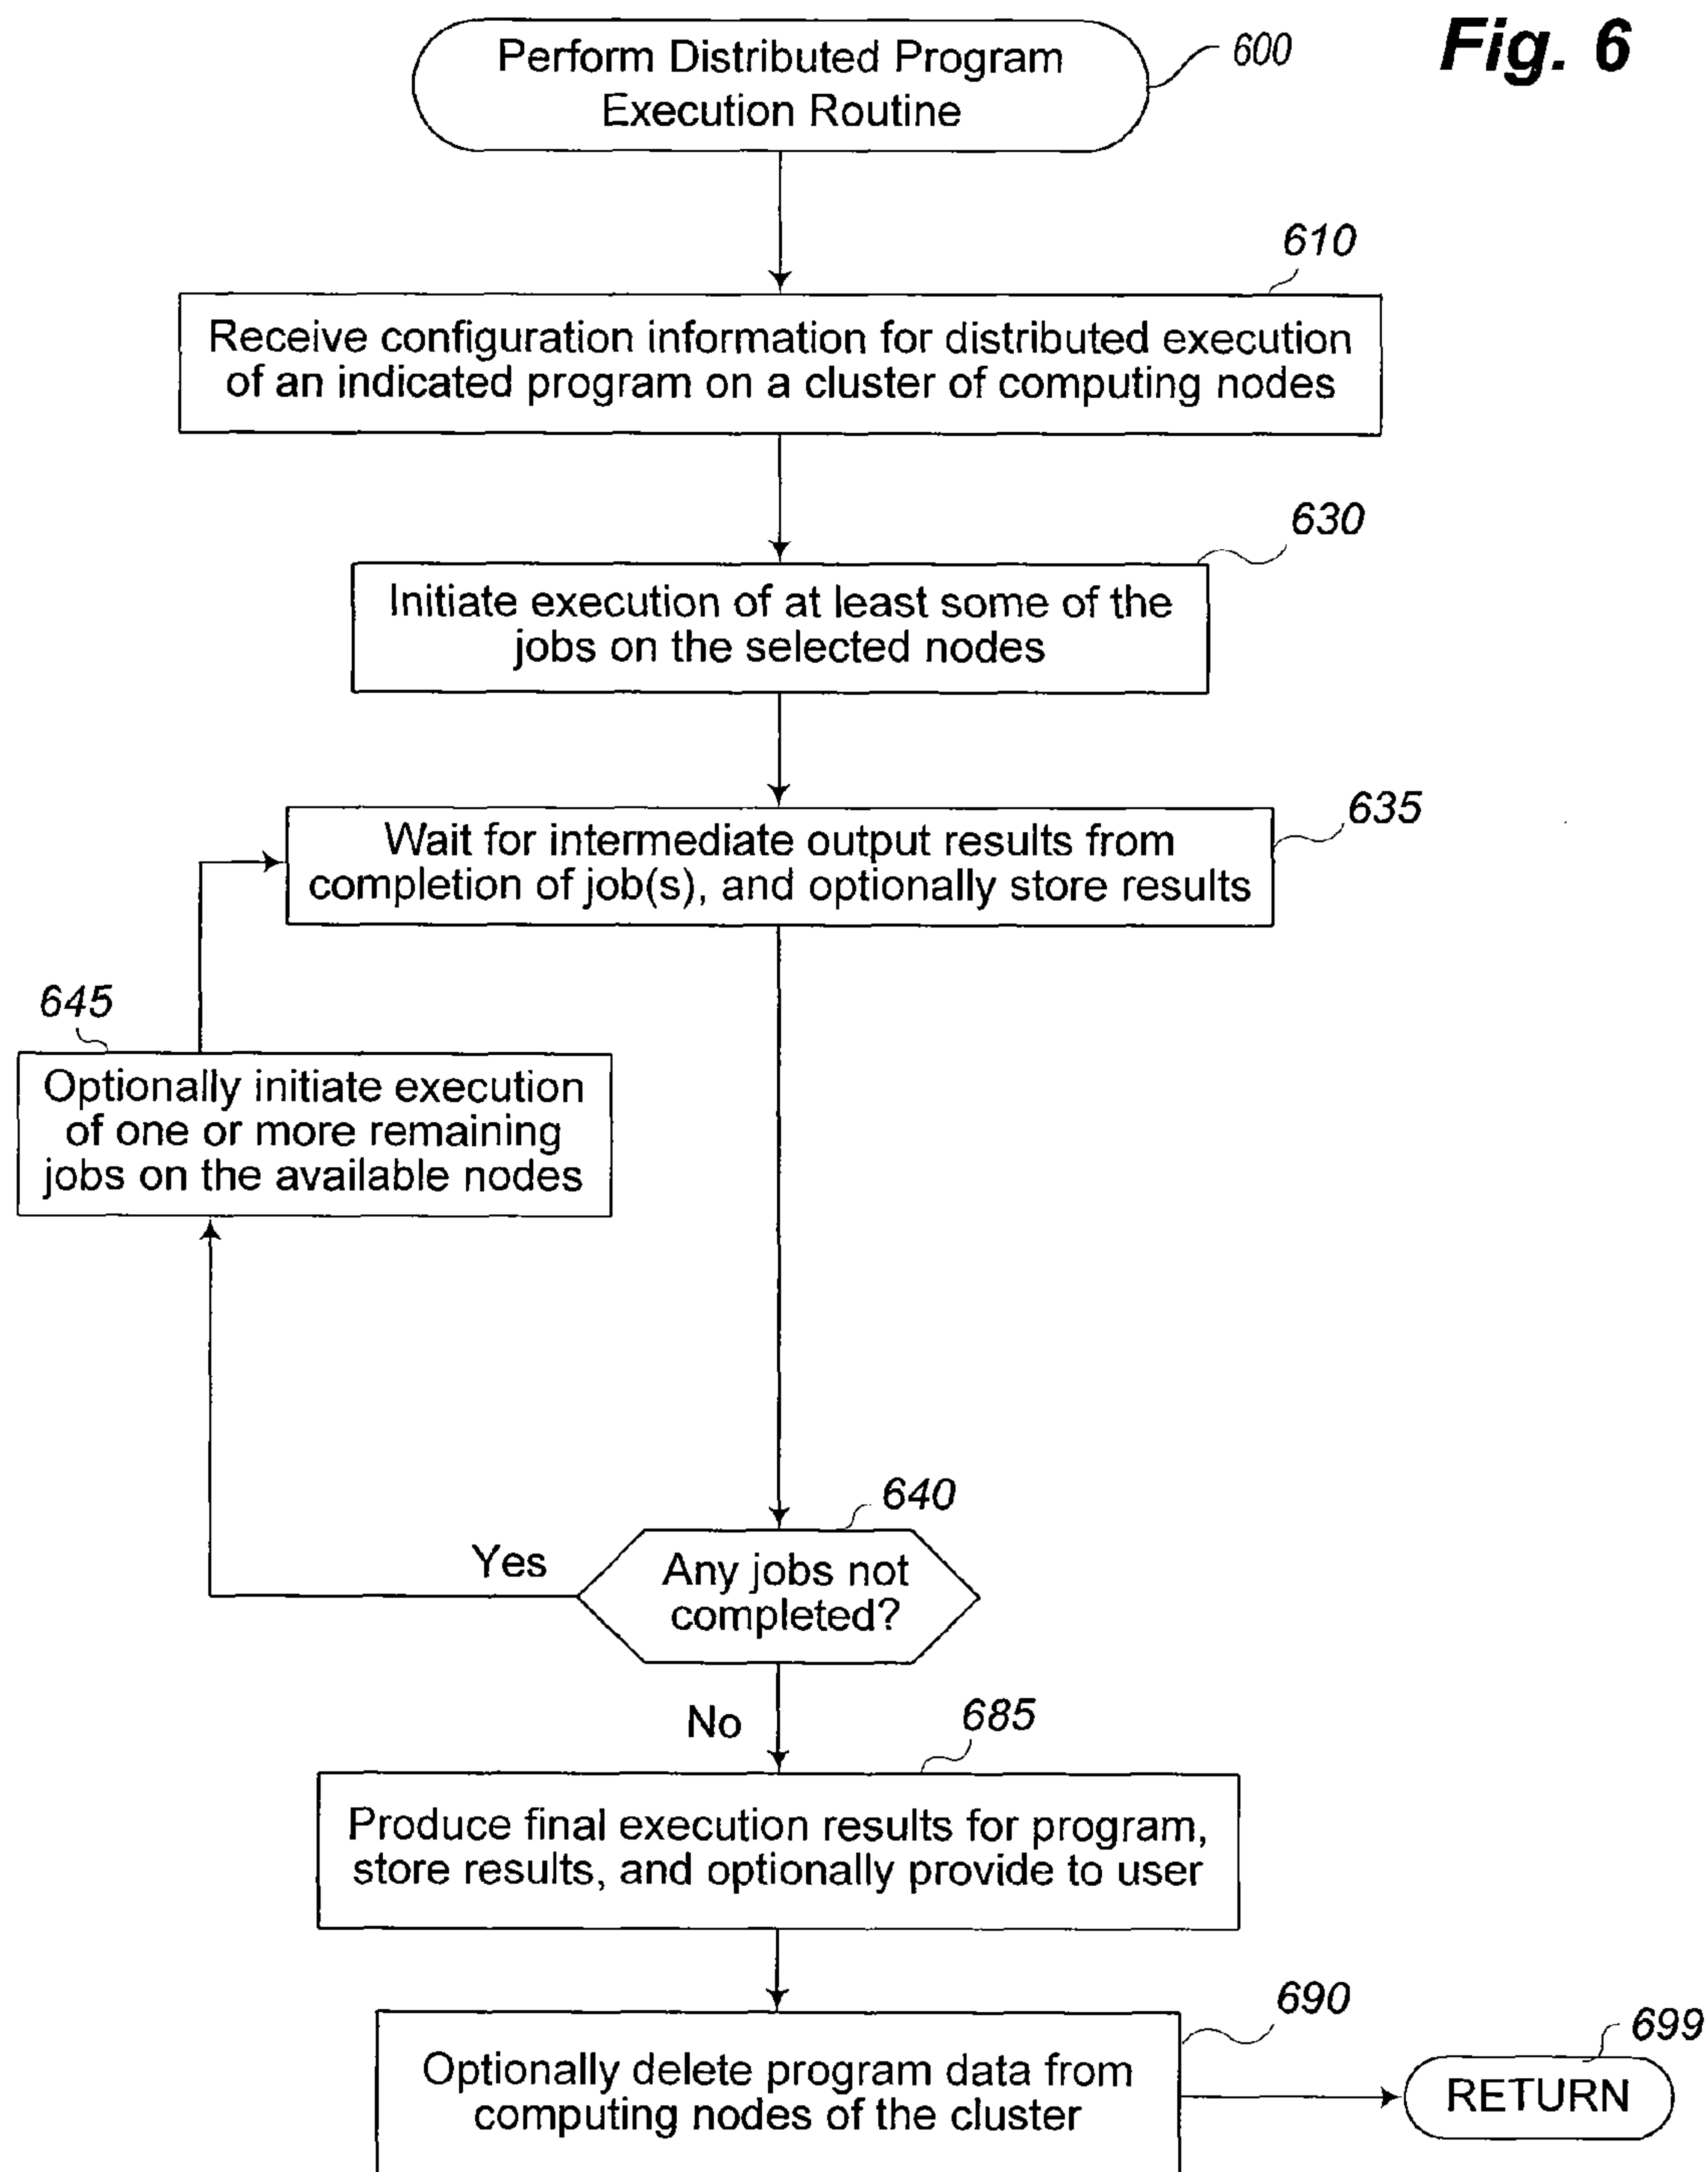 Fig. 6
Perform Distributed Program
Execution Routine
600
610
Receive configuration information for distributed execution
of an indicated program on a cluster of computing nodes
630
Initiate execution of at least some of the
jobs on the selected nodes
635
Wait for intermediate output results from
completion of job(s), and optionally store results
645
Optionally initiate execution
of one or more remaining
jobs on the available nodes
640
Yes
Any jobs not
completed?
No
685
Produce final execution results for program,
store results, and optionally provide to user
690
Optionally delete program data from
computing nodes of the cluster
699
RETURN